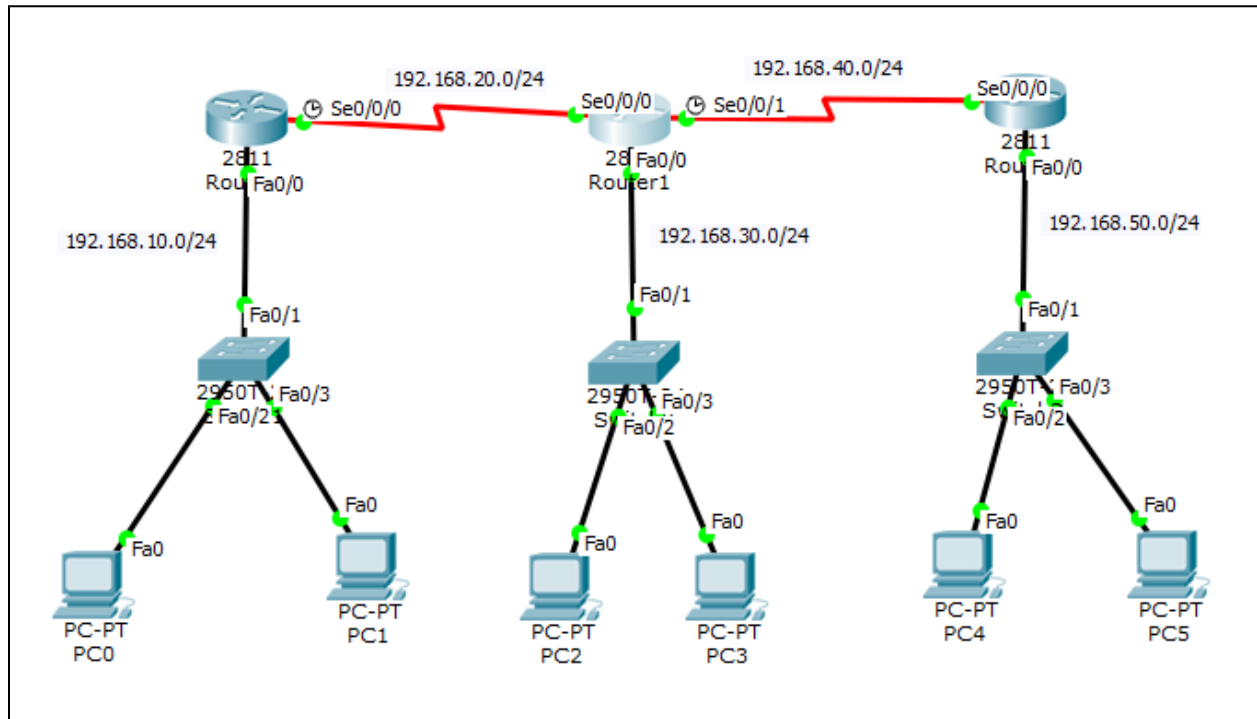 192.168.20.0/24
192.168.40.0/24
Se0/0/0
Se0/0/0
Se0/0/1
Se0/0/0
2811
Fa0/0
28
Fa0/0
Router1
2811
Fa0/0
192.168.10.0/24
192.168.30.0/24
192.168.50.0/24
Fa0/1
Fa0/1
Fa0/1
2950T
Fa0/3
Fa0/2
2950T
Fa0/3
Fa0/2
2950T
Fa0/3
Fa0/2
Fa0
Fa0
Fa0
Fa0
Fa0
Fa0
PC-PT
PC0
PC-PT
PC1
PC-PT
PC2
PC-PT
PC3
PC-PT
PC4
PC-PT
PC5